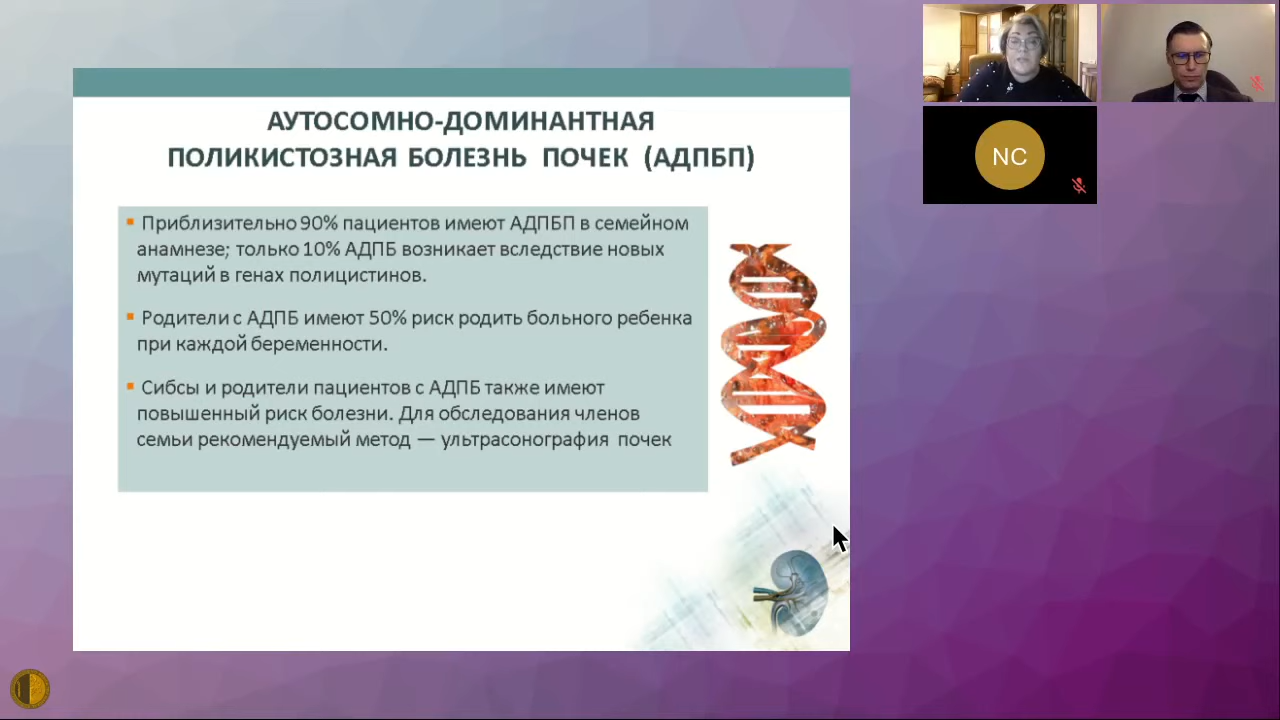 АУТОСОМНО-ДОМИНАНТНАЯ
ПОЛИКИСТОЗНАЯ БОЛЕЗНЬ ПОЧЕК (АДПБП)
Приблизительно 90% пациентов имеют АДПБП в семейном
анамнезе; только 10% АДПБ возникает вследствие новых
мутаций в генах полицистинов.
Родители с АДПБ имеют 50% риск родить больного ребенка
при каждой беременности.
Сибсы и родители пациентов с АДПБ также имеют
повышенный риск болезни. Для обследования членов
семьи рекомендуемый метод — ультрасонография почек
NC